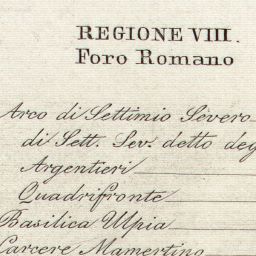 REGIONE VIII.
Foro Romano
Arco di Settimio Severo
di Sett. Sev. detto deg
Argentieri
Quadrifronte
Basilica Ulpia
Carcere Mamertino